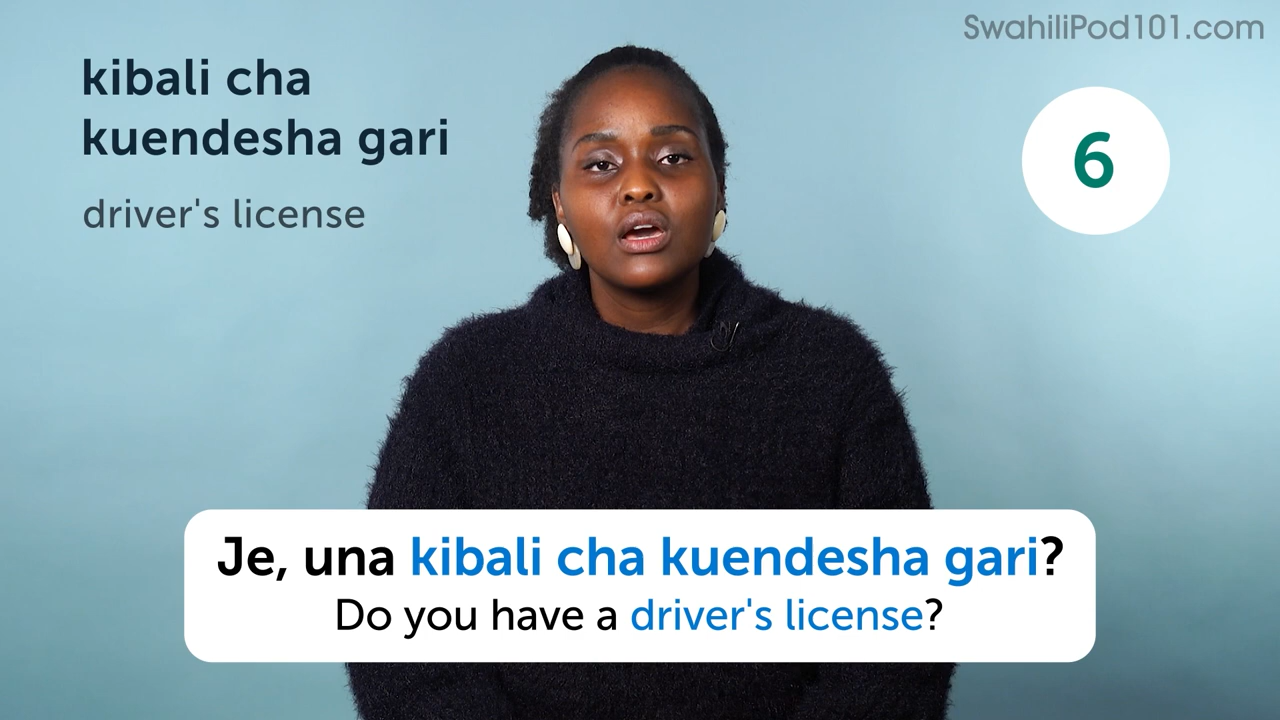 SwahiliPod101.com
kibali cha
kuendesha gari
driver's license
6
Je, una kibali cha kuendesha gari?
Do you have a driver's license?